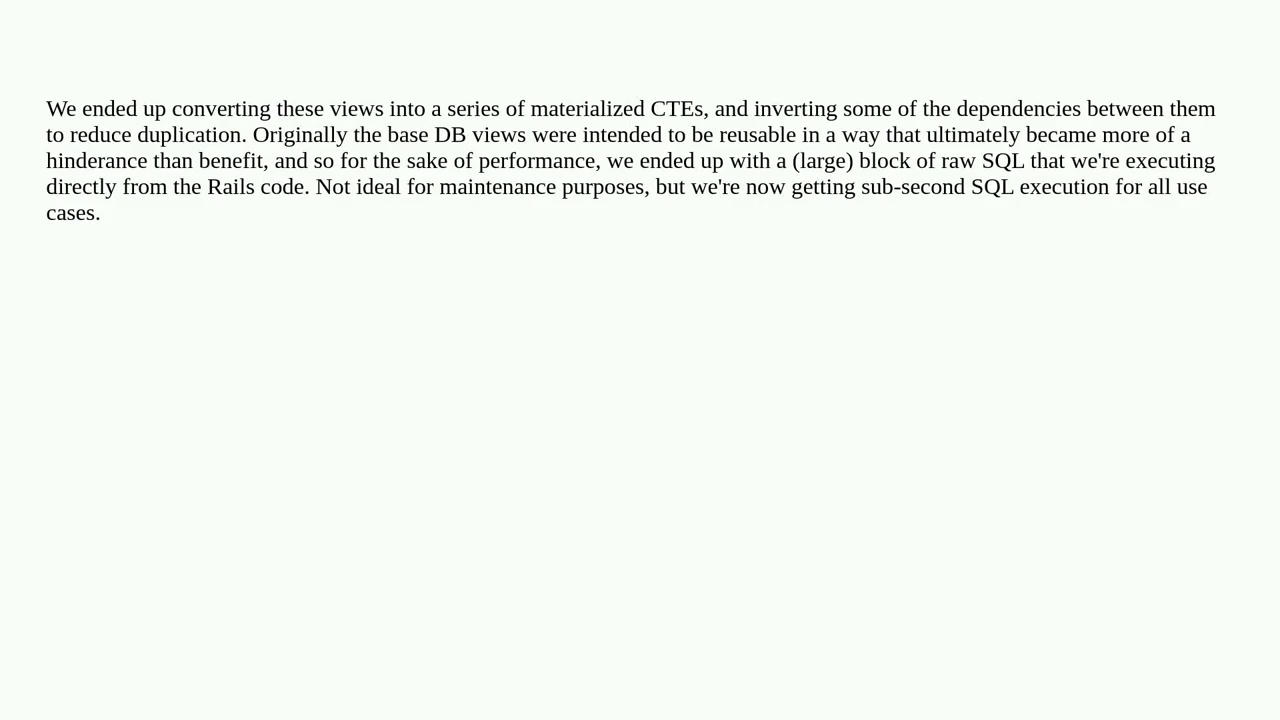 We ended up converting these views into a series of materialized CTEs, and inverting some of the dependencies between them
to reduce duplication. Originally the base DB views were intended to be reusable in a way that ultimately became more of a
hinderance than benefit, and so for the sake of performance, we ended up with a (large) block of raw SQL that we're executing
directly from the Rails code. Not ideal for maintenance purposes, but we're now getting sub-second SQL execution for all use
cases.